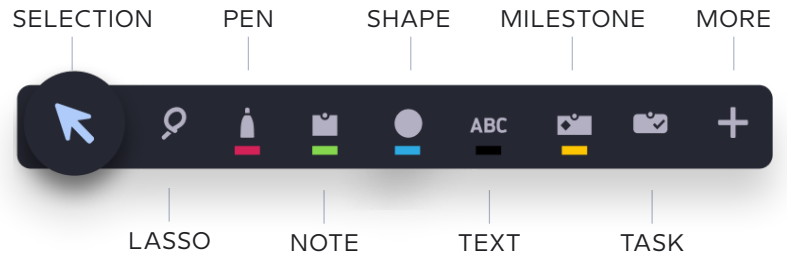 SELECTION PEN SHAPE MILESTONE MORE
ABC
LASSO NOTE TEXT TASK